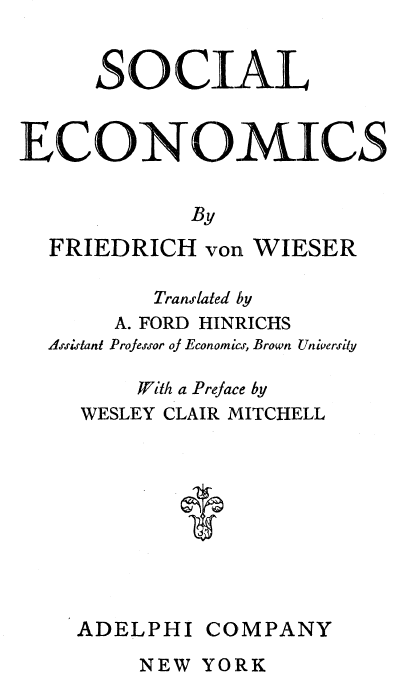 SOCIAL
ECONOMICS
By
FRIEDRICH von WIESER
Translated by
A. FORD HINRICHS
Assistant Professor of Economics, Brown University
With a Preface by
WESLEY CLAIR MITCHELL
ADELPHI COMPANY
NEW YORK